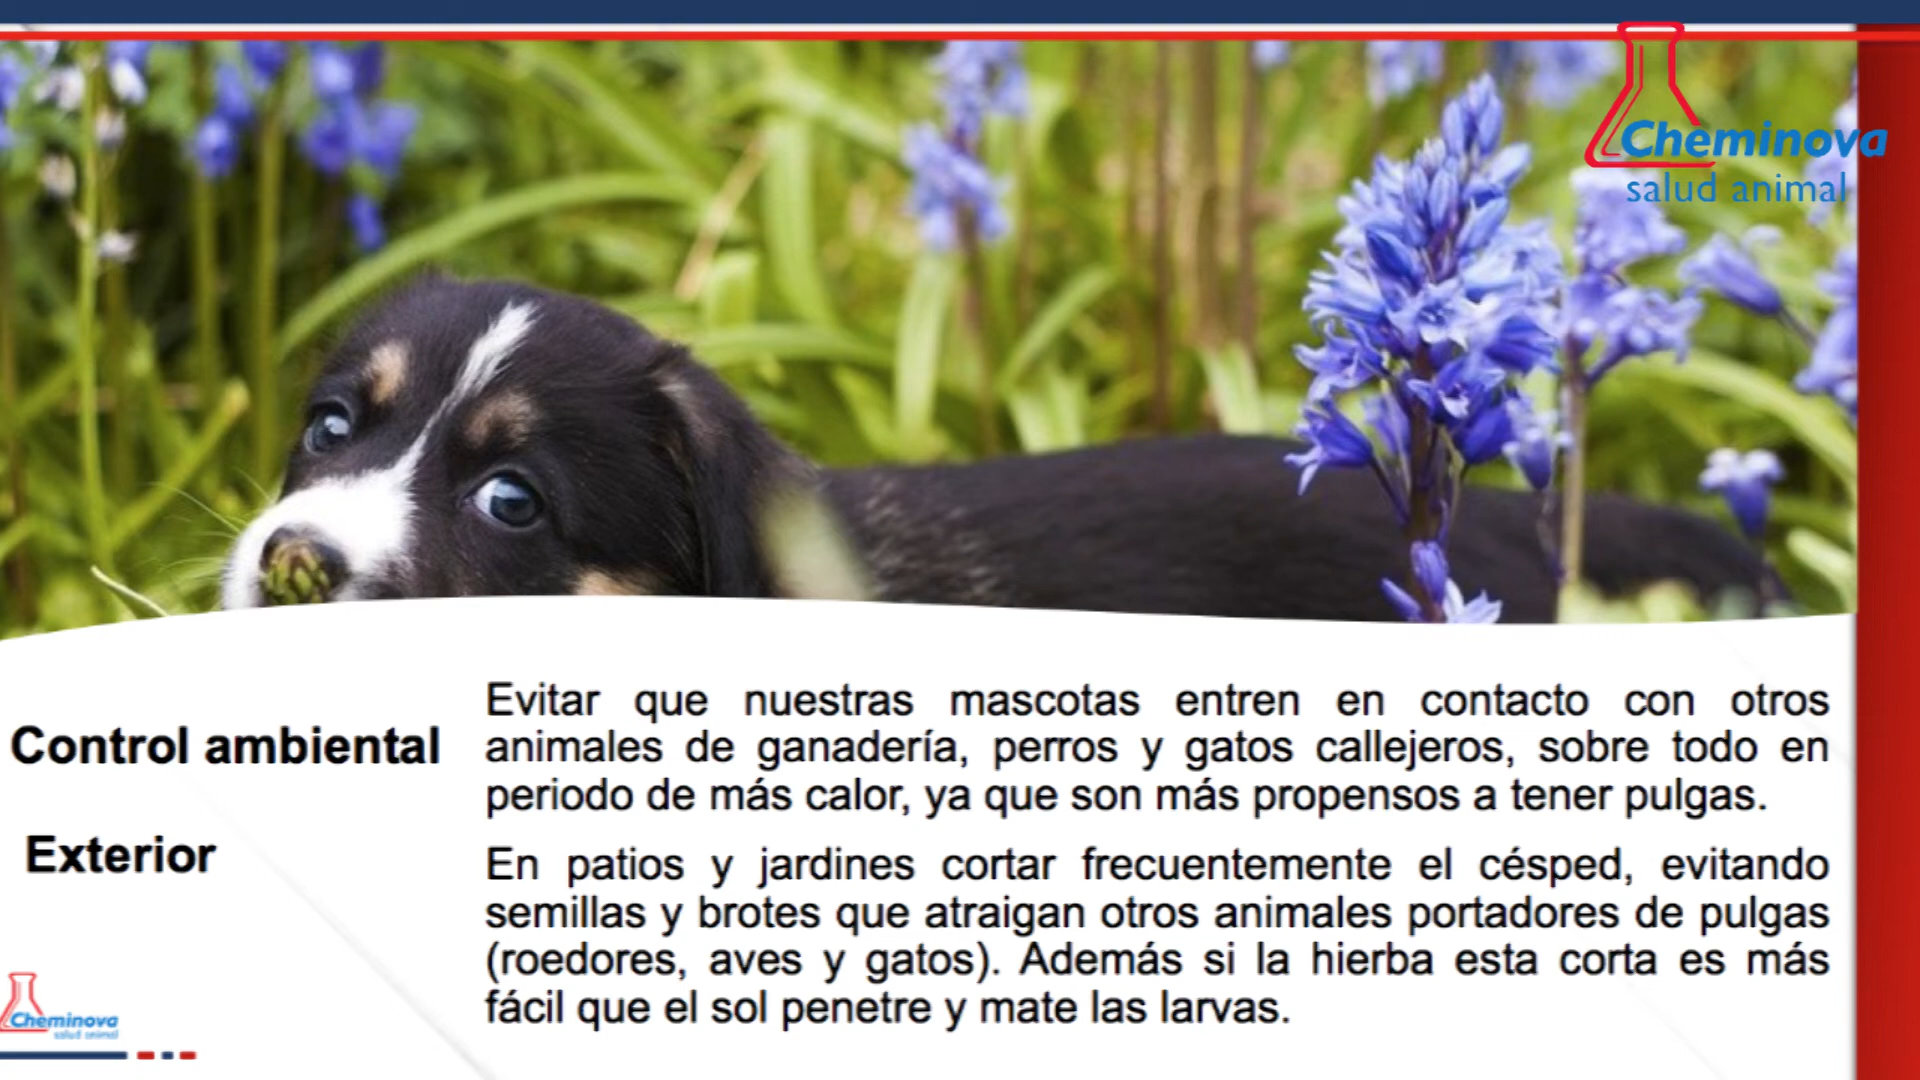 Cheminova
salud animal
Control ambiental
Exterior
Evitar que nuestras mascotas entren en contacto con otros
animales de ganadería, perros y gatos callejeros, sobre todo en
periodo de más calor, ya que son más propensos a tener pulgas.
En patios y jardines cortar frecuentemente el césped, evitando
semillas y brotes que atraigan otros animales portadores de pulgas
(roedores, aves y gatos). Además si la hierba esta corta es más
fácil que el sol penetre y mate las larvas.
Cheminova
salud animal